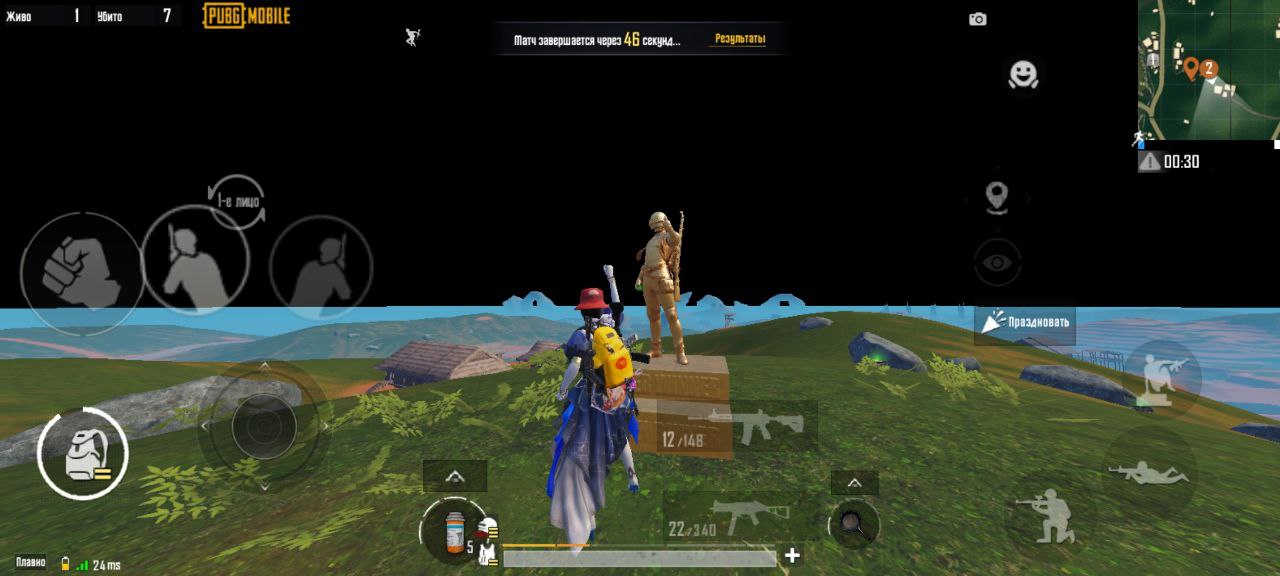 Живо 1 Убито 7 PUBG MOBILE
Матч завершается через 46 секунд... Результаты
2
00:30
1-е лицо
Праздновать
12/148
22/340
5
Плавно 24 ms